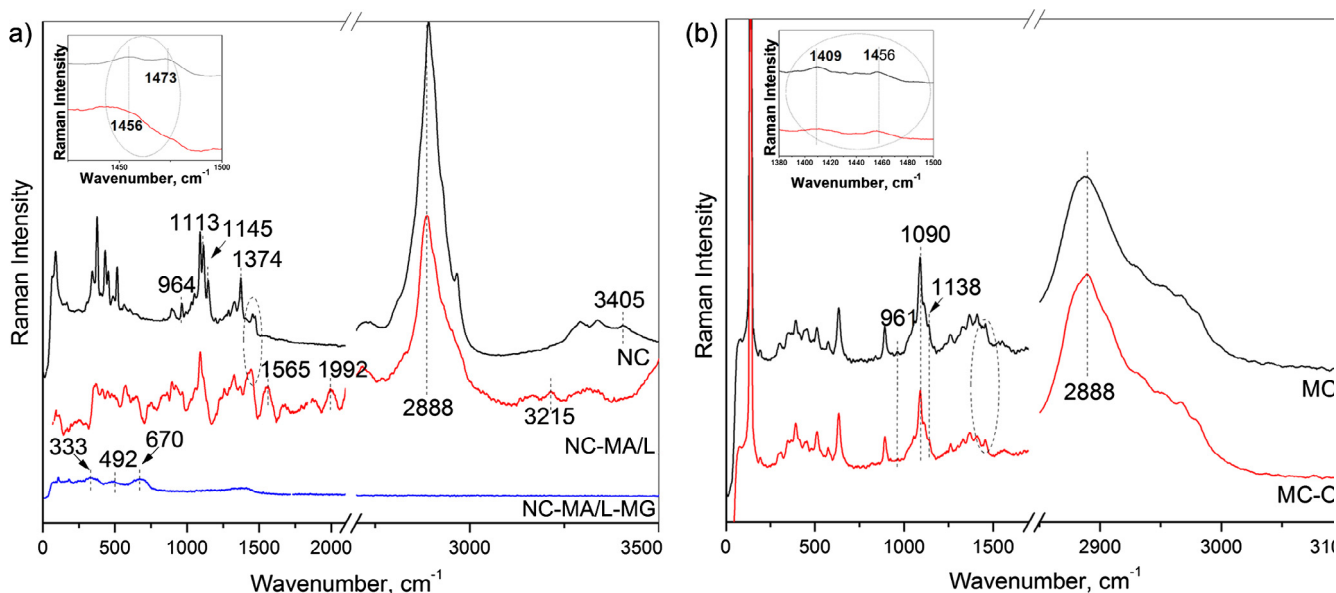 a)
Raman Intensity
1473
1456
1450
1500
Wavenumber, cm-1
Raman Intensity
1113
1145
964
1374
3405
NC
1565
1992
2888
3215
NC-MA/L
333
492
670
NC-MA/L-MG
0
500
1000
1500
2000
3000
3500
Wavenumber, cm-1
(b)
Raman Intensity
1409
1456
1380
1400
1420
1440
1460
1480
1500
Wavenumber, cm-1
Raman Intensity
1090
1138
961
2888
MC
MC-O
0
500
1000
1500
2900
3000
310
Wavenumber, cm-1